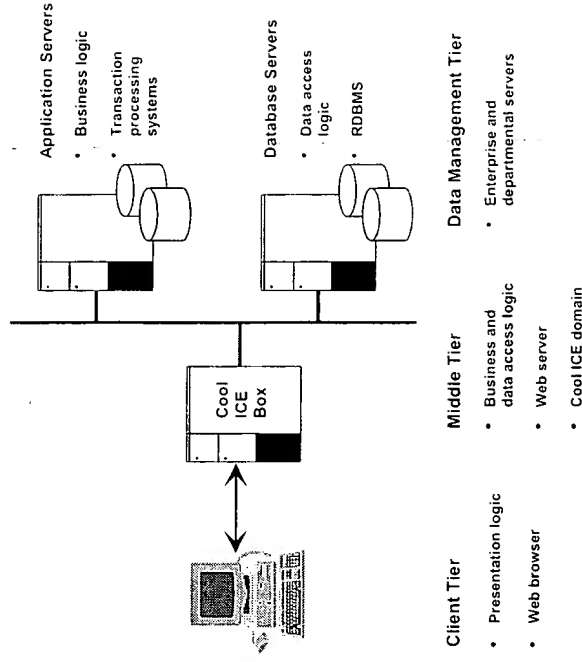 Application Servers
• Business logic
• Transaction
processing
systems
Database Servers
• Data access
logic
• RDBMS
Cool
ICE
Box
Client Tier
• Presentation logic
• Web browser
Middle Tier
• Business and
data access logic
• Web server
• Cool ICE domain
Data Management Tier
• Enterprise and
departmental servers